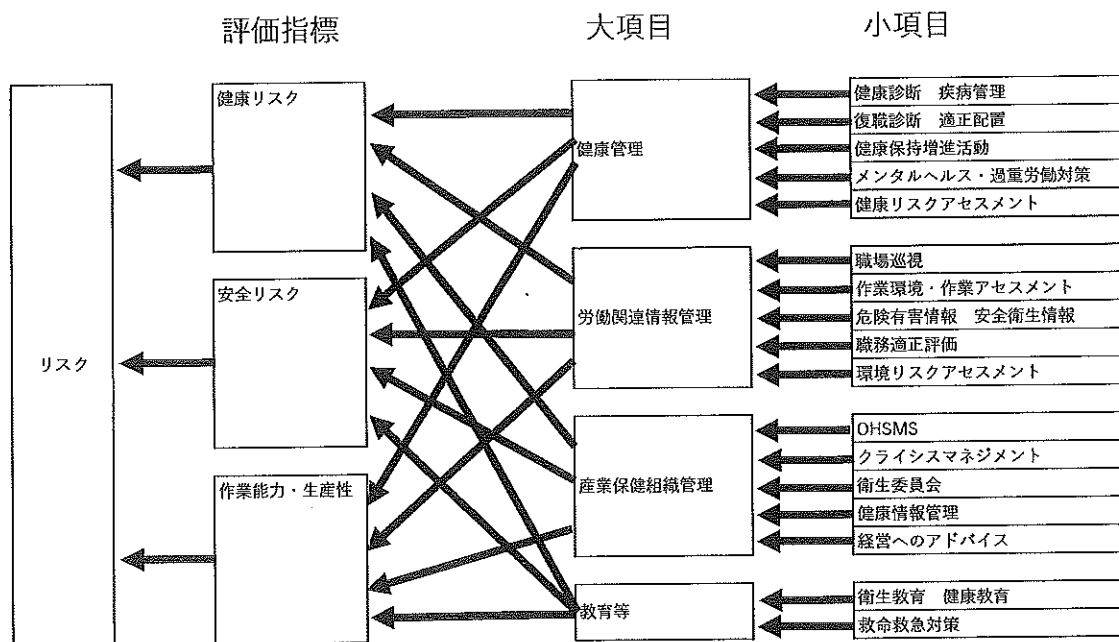 評価指標
大項目
小項目
リスク
健康リスク
安全リスク
作業能力・生産性
健康管理
労働関連情報管理
産業保健組織管理
教育等
健康診断　疾病管理
復職診断　適正配置
健康保持増進活動
メンタルヘルス・過重労働対策
健康リスクアセスメント
職場巡視
作業環境・作業アセスメント
危険有害情報　安全衛生情報
職務適正評価
環境リスクアセスメント
OHSMS
クライシスマネジメント
衛生委員会
健康情報管理
経営へのアドバイス
衛生教育　健康教育
救命救急対策